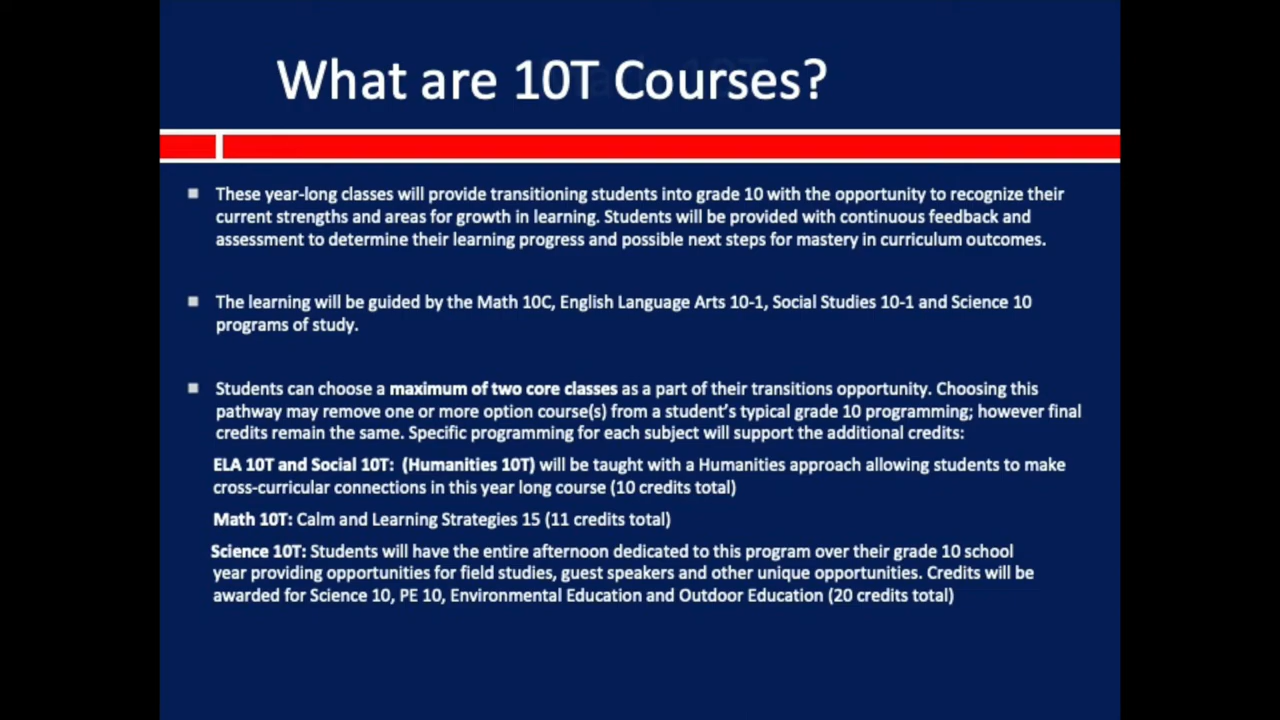 What are 10T Courses?
These year-long classes will provide transitioning students into grade 10 with the opportunity to recognize their
current strengths and areas for growth in learning. Students will be provided with continuous feedback and
assessment to determine their learning progress and possible next steps for mastery in curriculum outcomes.
The learning will be guided by the Math 10C, English Language Arts 10-1, Social Studies 10-1 and Science 10
programs of study.
Students can choose a maximum of two core classes as a part of their transitions opportunity. Choosing this
pathway may remove one or more option course(s) from a student's typical grade 10 programming; however final
credits remain the same. Specific programming for each subject will support the additional credits:
ELA 10T and Social 10T: (Humanities 10T) will be taught with a Humanities approach allowing students to make
cross-curricular connections in this year long course (10 credits total)
Math 10T: Calm and Learning Strategies 15 (11 credits total)
Science 10T: Students will have the entire afternoon dedicated to this program over their grade 10 school
year providing opportunities for field studies, guest speakers and other unique opportunities. Credits will be
awarded for Science 10, PE 10, Environmental Education and Outdoor Education (20 credits total)